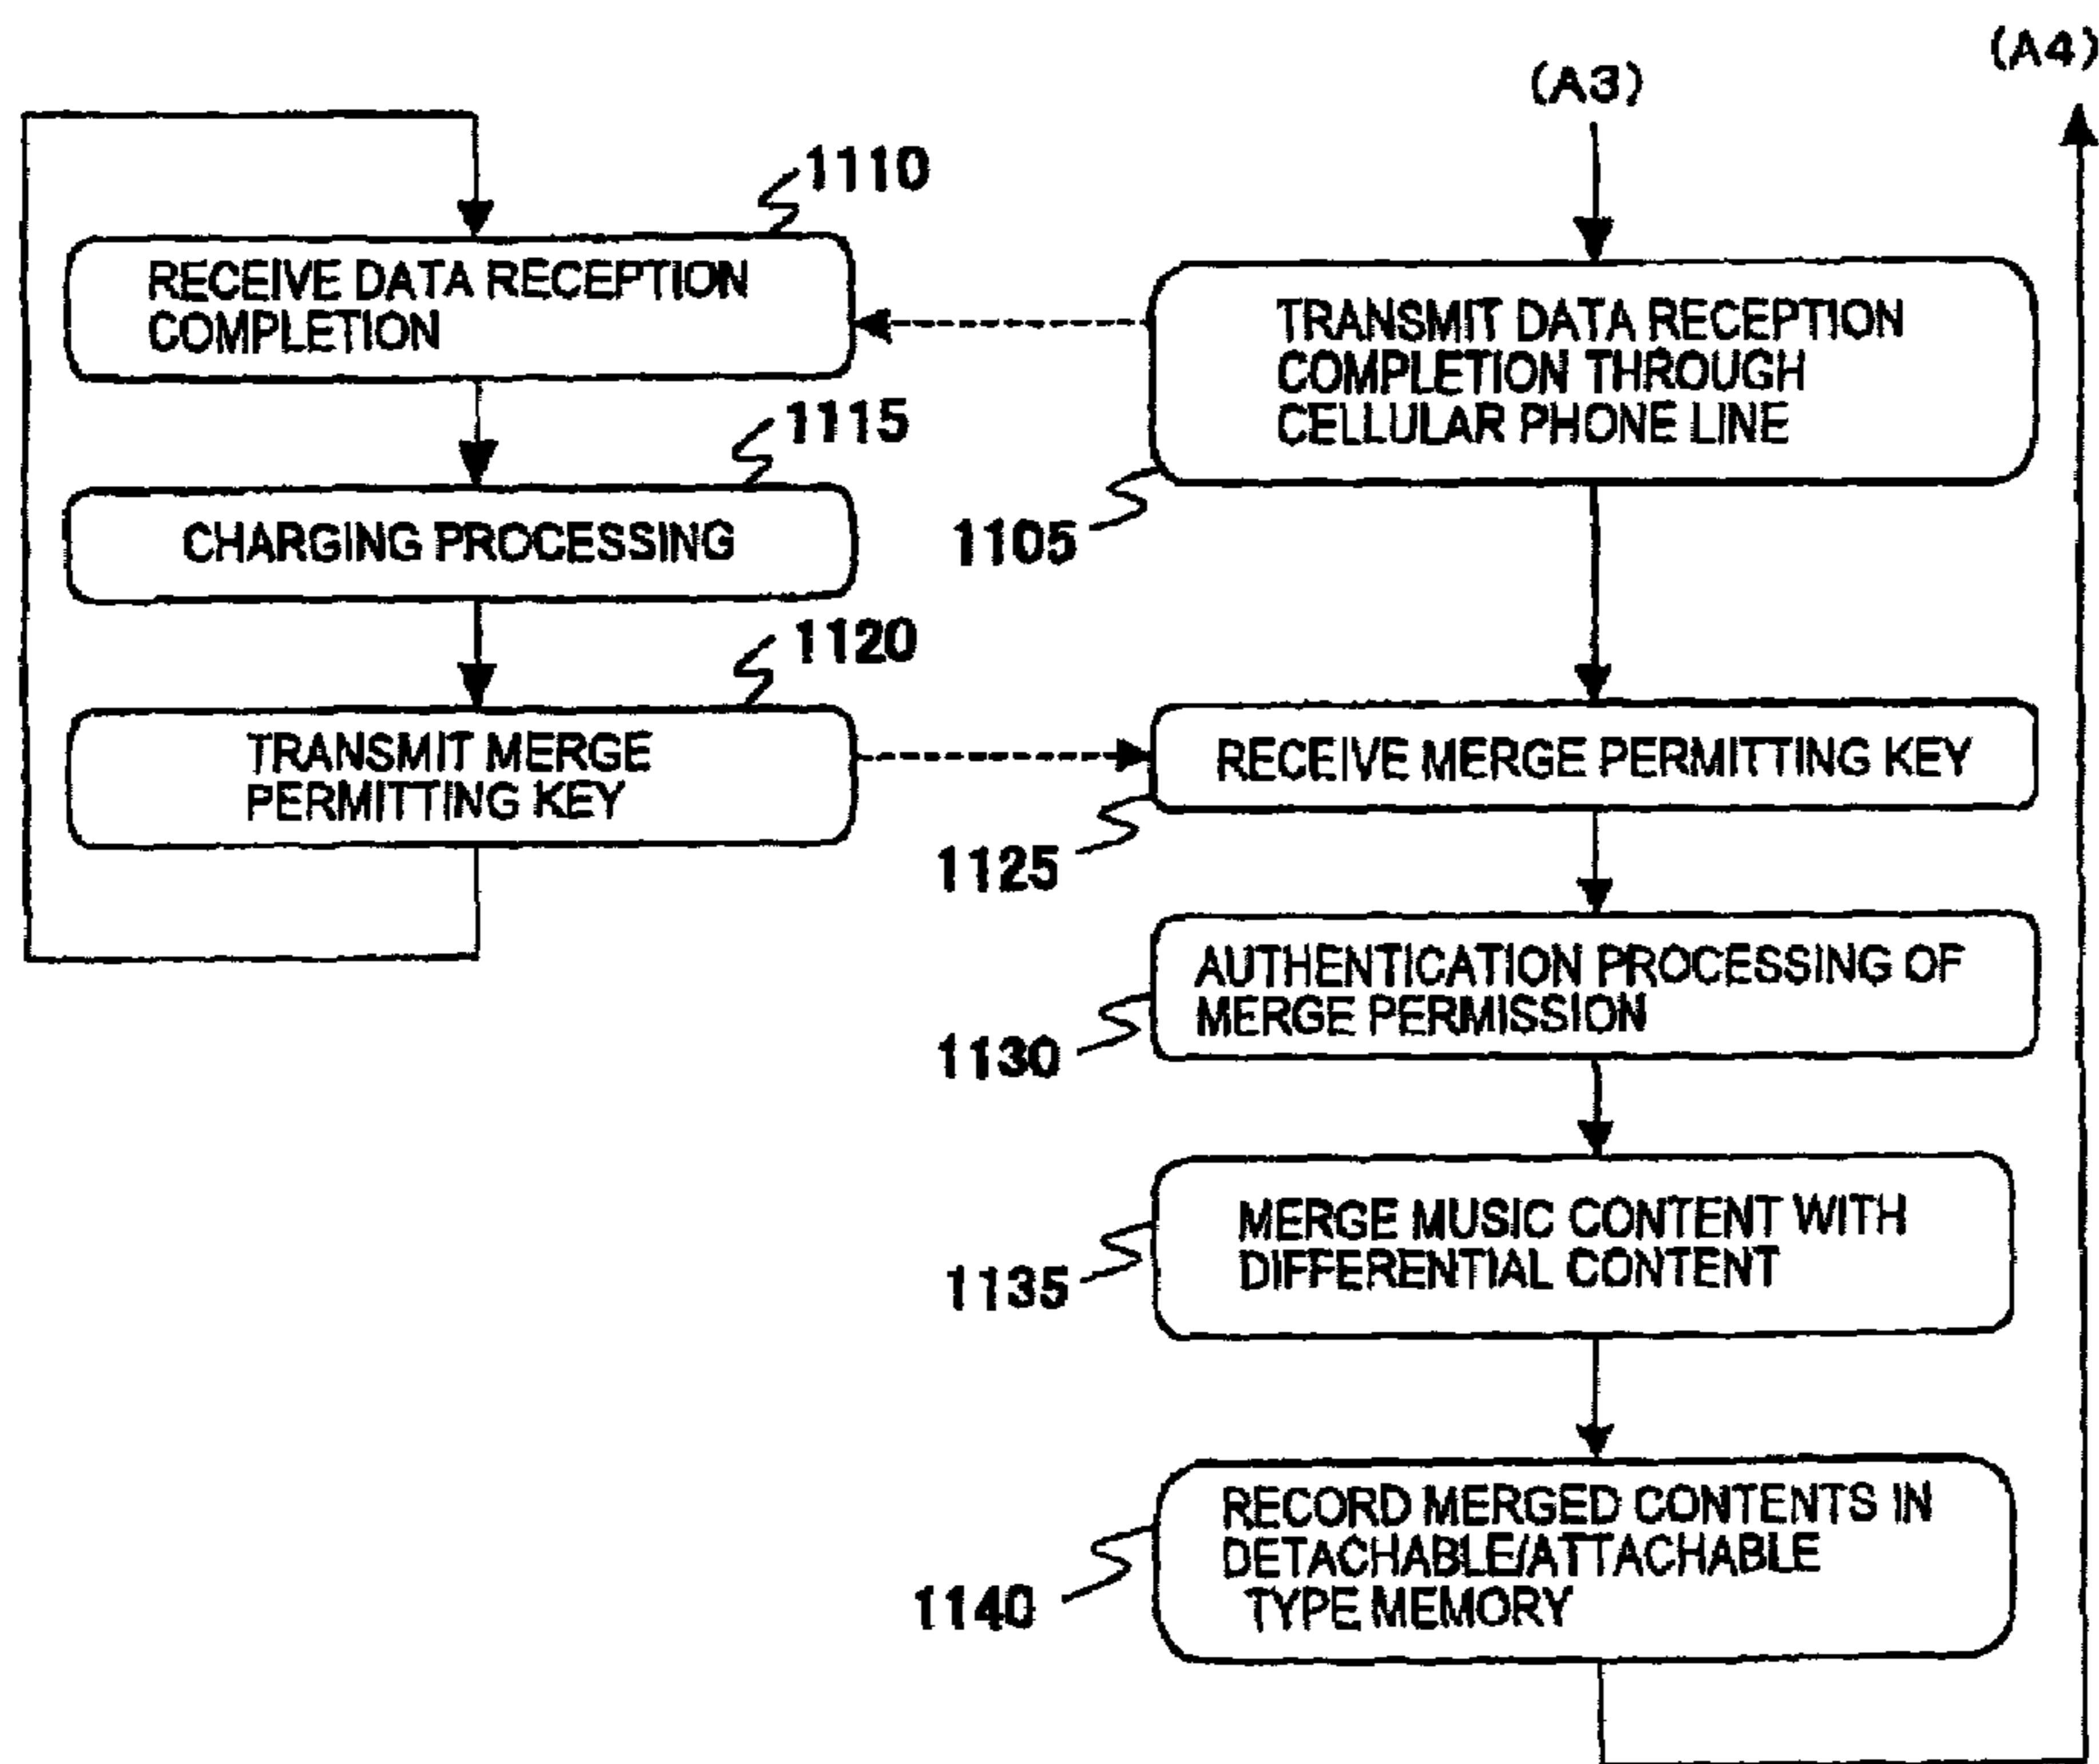 (A4)
(A3)
1110
RECEIVE DATA RECEPTION
COMPLETION
TRANSMIT DATA RECEPTION
COMPLETION THROUGH
CELLULAR PHONE LINE
1115
1105
CHARGING PROCESSING
1120
TRANSMIT MERGE
PERMITTING KEY
RECEIVE MERGE PERMITTING KEY
1125
AUTHENTICATION PROCESSING OF
MERGE PERMISSION
1130
MERGE MUSIC CONTENT WITH
DIFFERENTIAL CONTENT
1135
RECORD MERGED CONTENTS IN
DETACHABLE/ATTACHABLE
TYPE MEMORY
1140